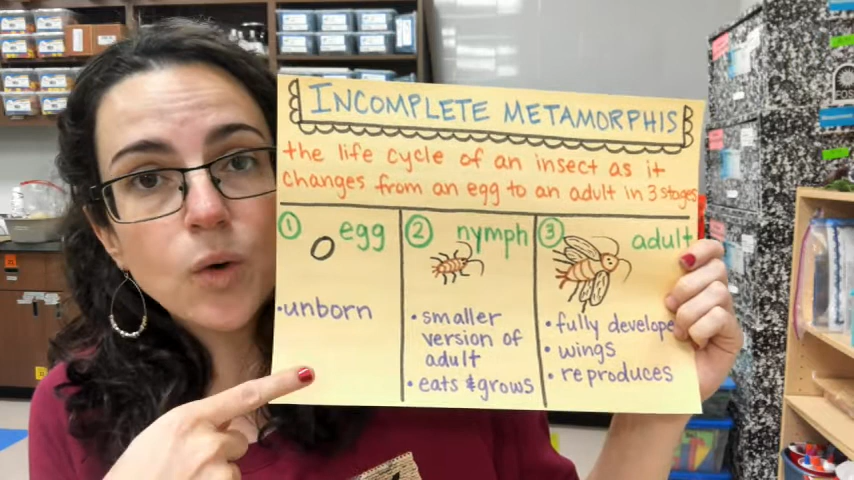 INCOMPLETE METAMORPHIS
the life cycle of an insect as it
changes from an egg to an adult in 3 stages
1 egg
•unborn
2 nymph
• smaller
version of
adult
• eats & grows
3 adult
• fully develope
• wings
• reproduces